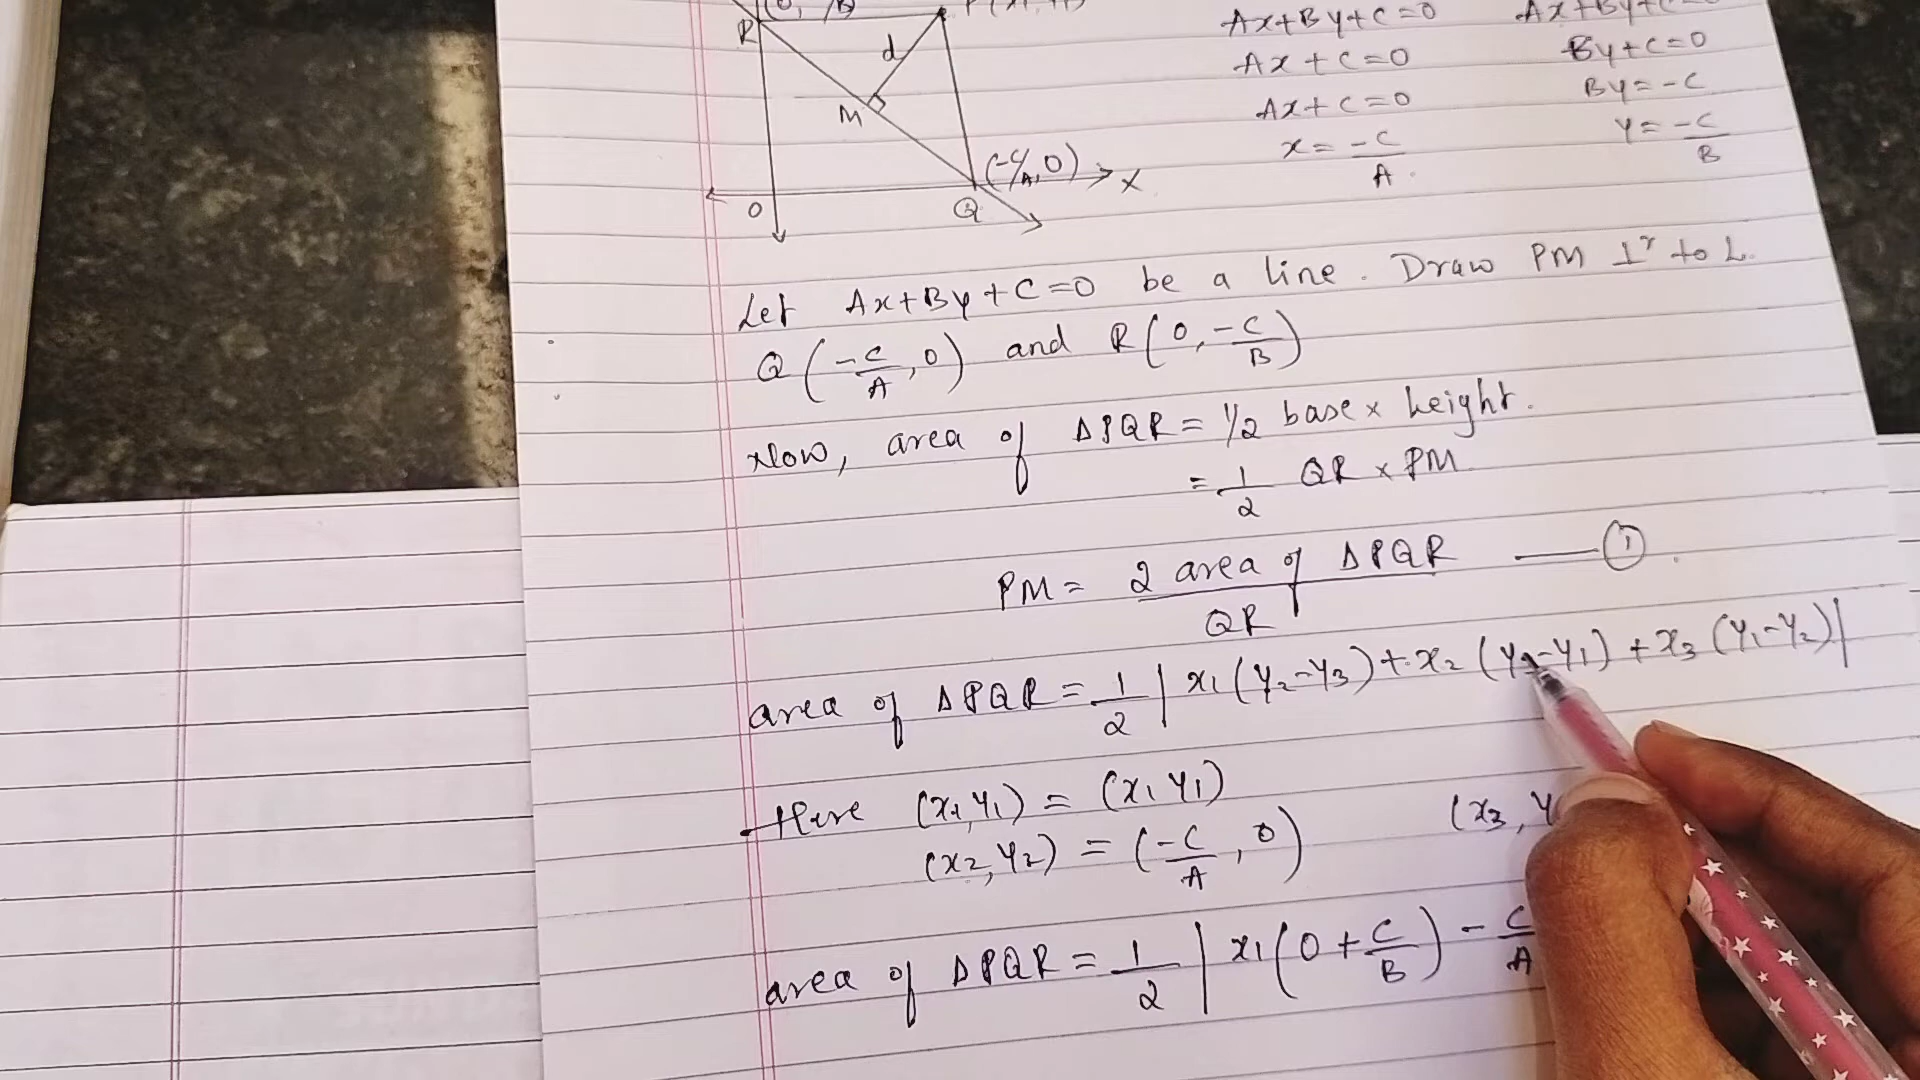 R
d
M
(-C/A, 0)
X
O
Q
Ax+By+C=0
Ax+C=0
Ax+C=0
x = -C/A
By+C=0
By=-C
y = -C/B
Let Ax+By+C=0 be a line. Draw PM ⊥r to L.
Q(-C/A, 0) and R(0, -C/B)
Now, area of ΔPQR = 1/2 base × height.
= 1/2 QR × PM
PM = 2 area of ΔPQR / QR —— ①
area of ΔPQR = 1/2 | x1(y2-y3) + x2(y3-y1) + x3(y1-y2) |
Here (x1, y1) = (x1 y1)
(x2, y2) = (-C/A, 0)
(x3, y
area of ΔPQR = 1/2 | x1(0 + C/B) - C/A